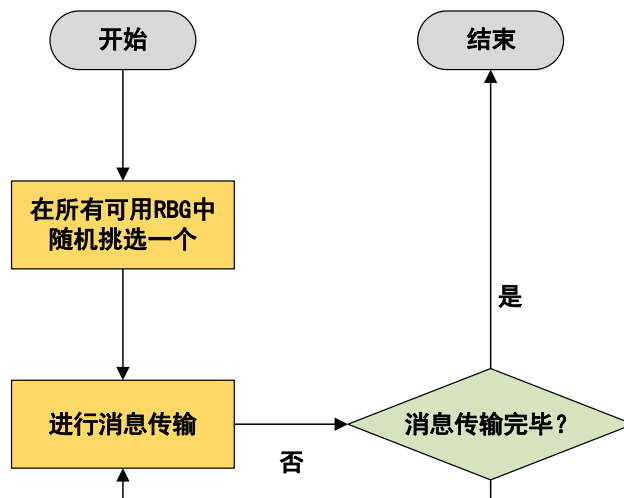 开始
结束
在所有可用RBG中
随机挑选一个
是
进行消息传输
消息传输完毕？
否